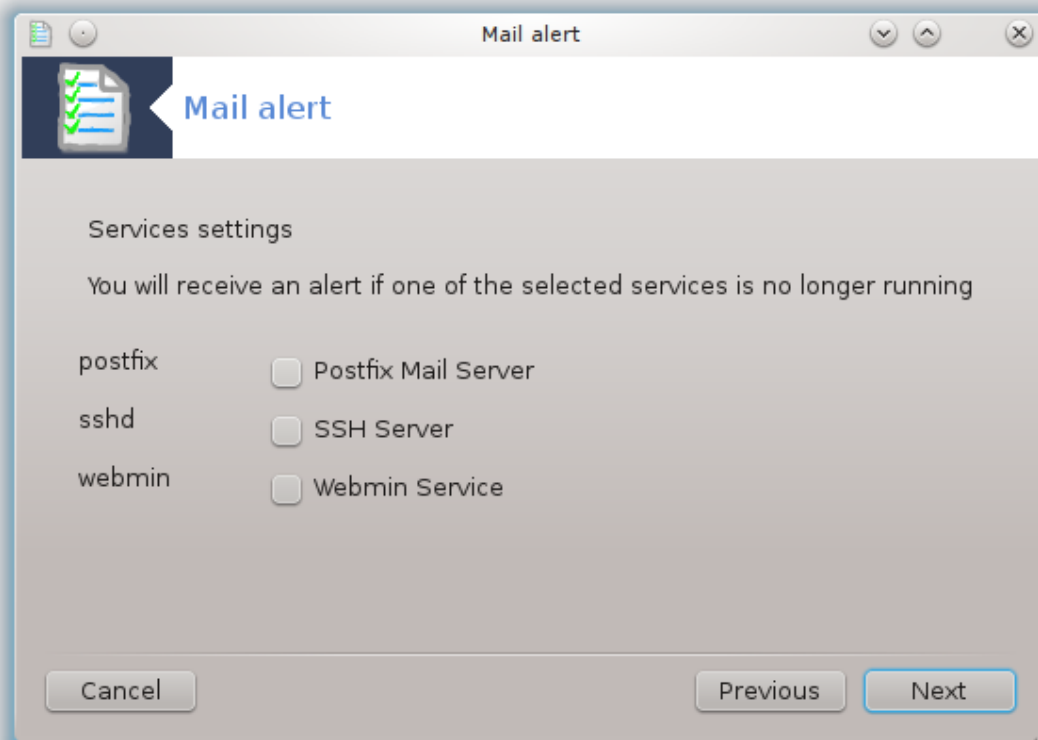 Mail alert
Mail alert
Services settings
You will receive an alert if one of the selected services is no longer running
postfix Postfix Mail Server
sshd SSH Server
webmin Webmin Service
Cancel Previous Next